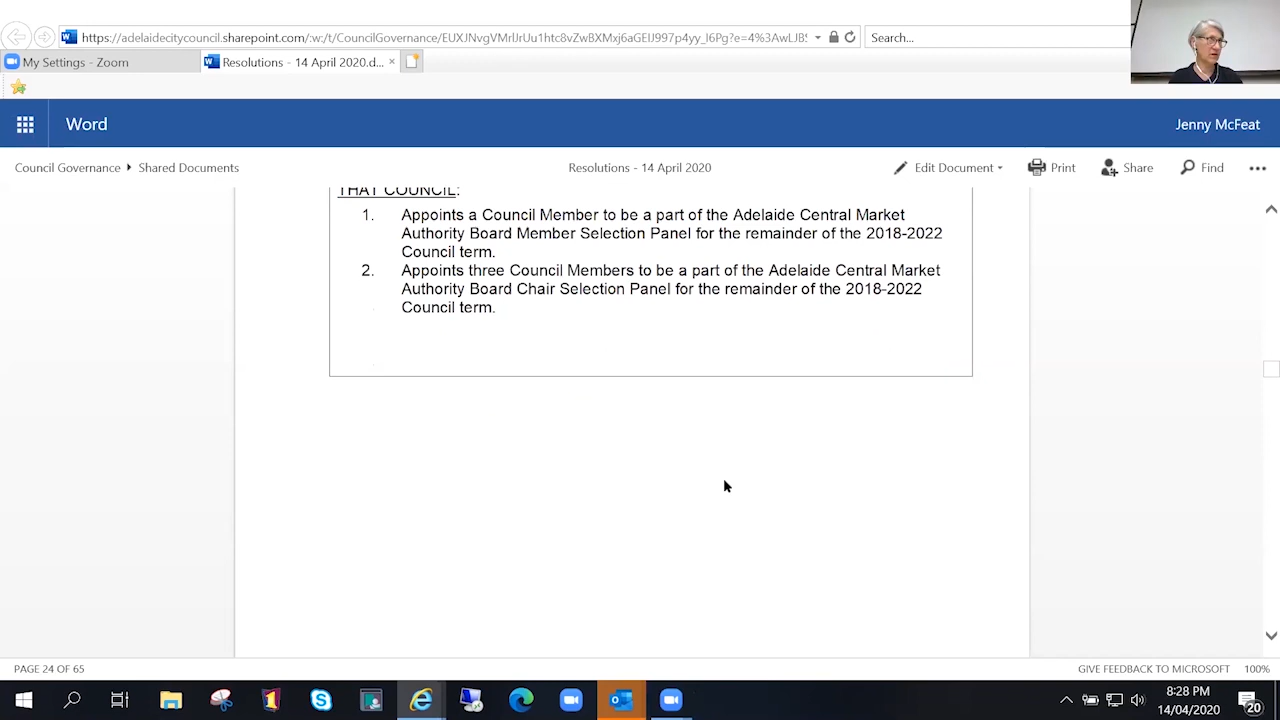 https://adelaidecitycouncil.sharepoint.com/:w:/t/CouncilGovernance/
Search...
My Settings - Zoom
Resolutions - 14 April 2020.d...
Word
Jenny McFeat
Council Governance Shared Documents
Resolutions - 14 April 2020
Edit Document
Print
Share
Find
THAT COUNCIL:
1. Appoints a Council Member to be a part of the Adelaide Central Market
Authority Board Member Selection Panel for the remainder of the 2018-2022
Council term.
2. Appoints three Council Members to be a part of the Adelaide Central Market
Authority Board Chair Selection Panel for the remainder of the 2018-2022
Council term.
PAGE 24 OF 65
GIVE FEEDBACK TO MICROSOFT 100%
8:28 PM
14/04/2020
20